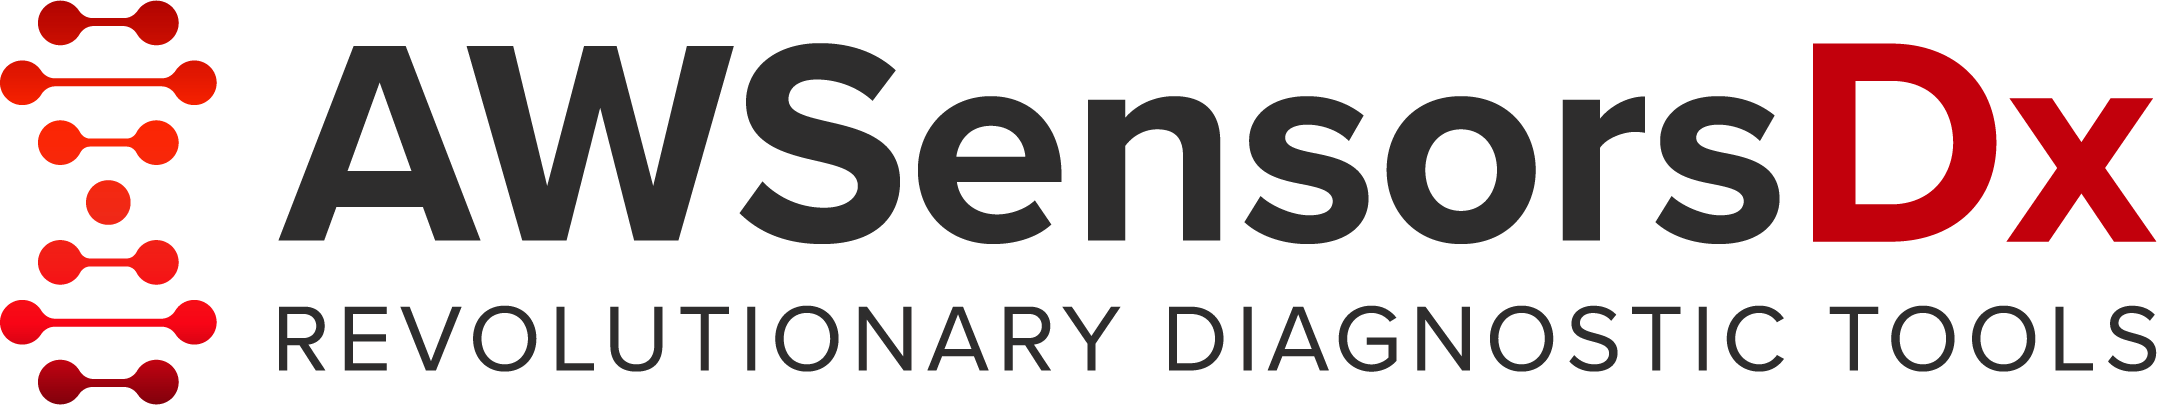 AWSensorsDx
REVOLUTIONARY DIAGNOSTIC TOOLS